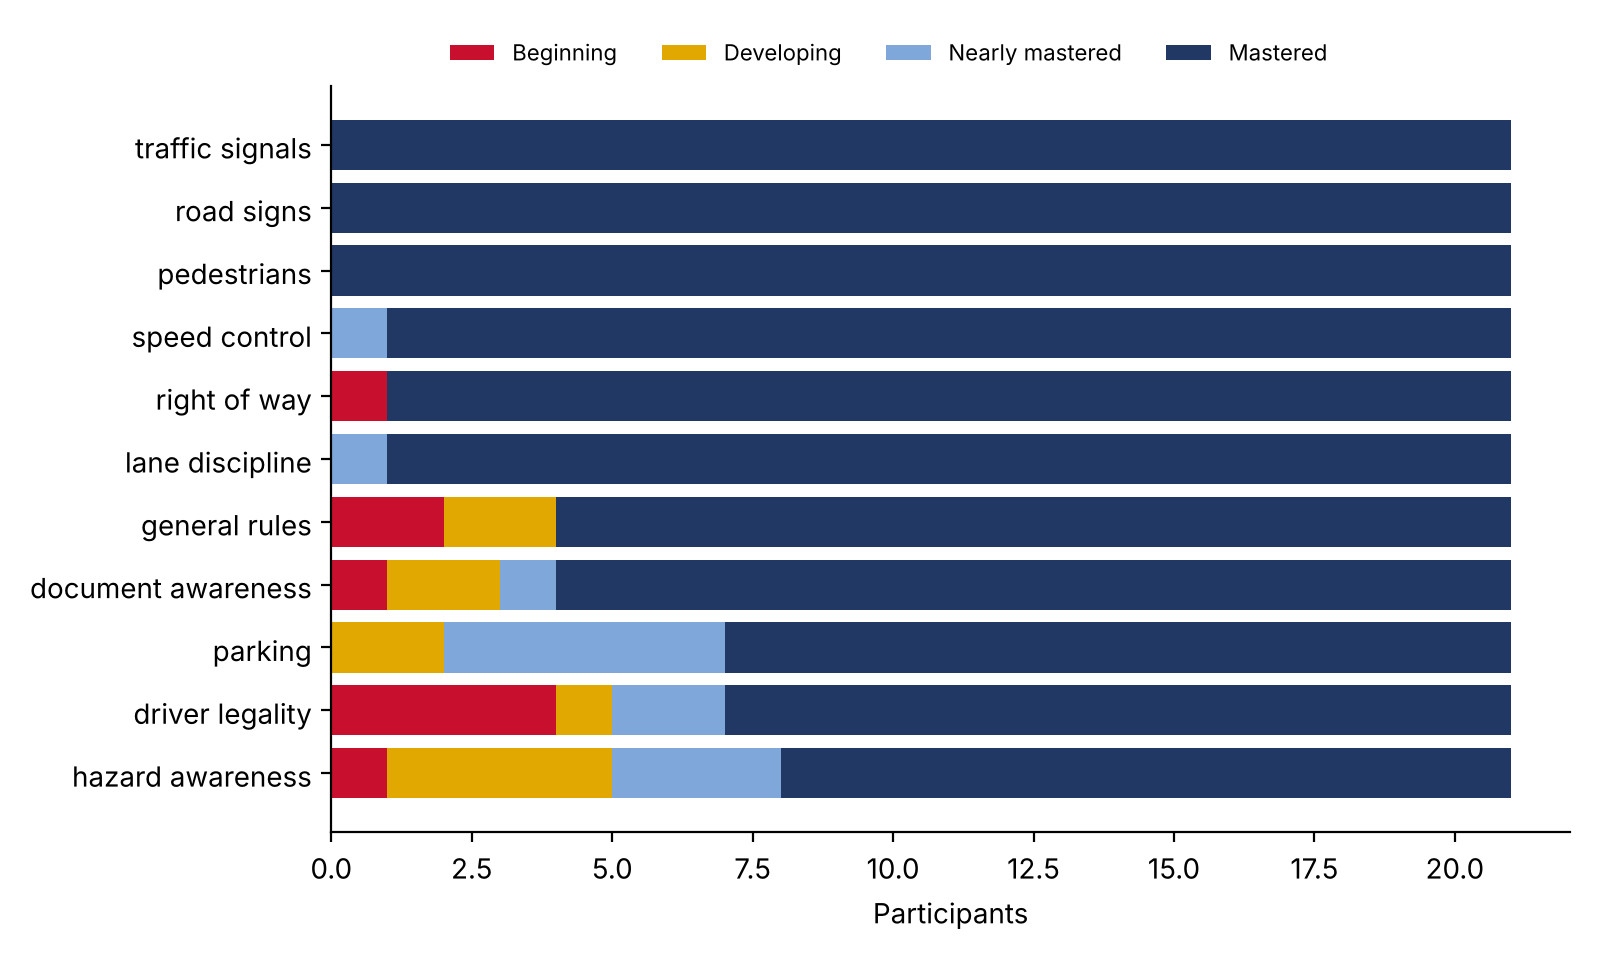 Beginning Developing Nearly mastered Mastered
traffic signals
road signs
pedestrians
speed control
right of way
lane discipline
general rules
document awareness
parking
driver legality
hazard awareness
0.0 2.5 5.0 7.5 10.0 12.5 15.0 17.5 20.0
Participants